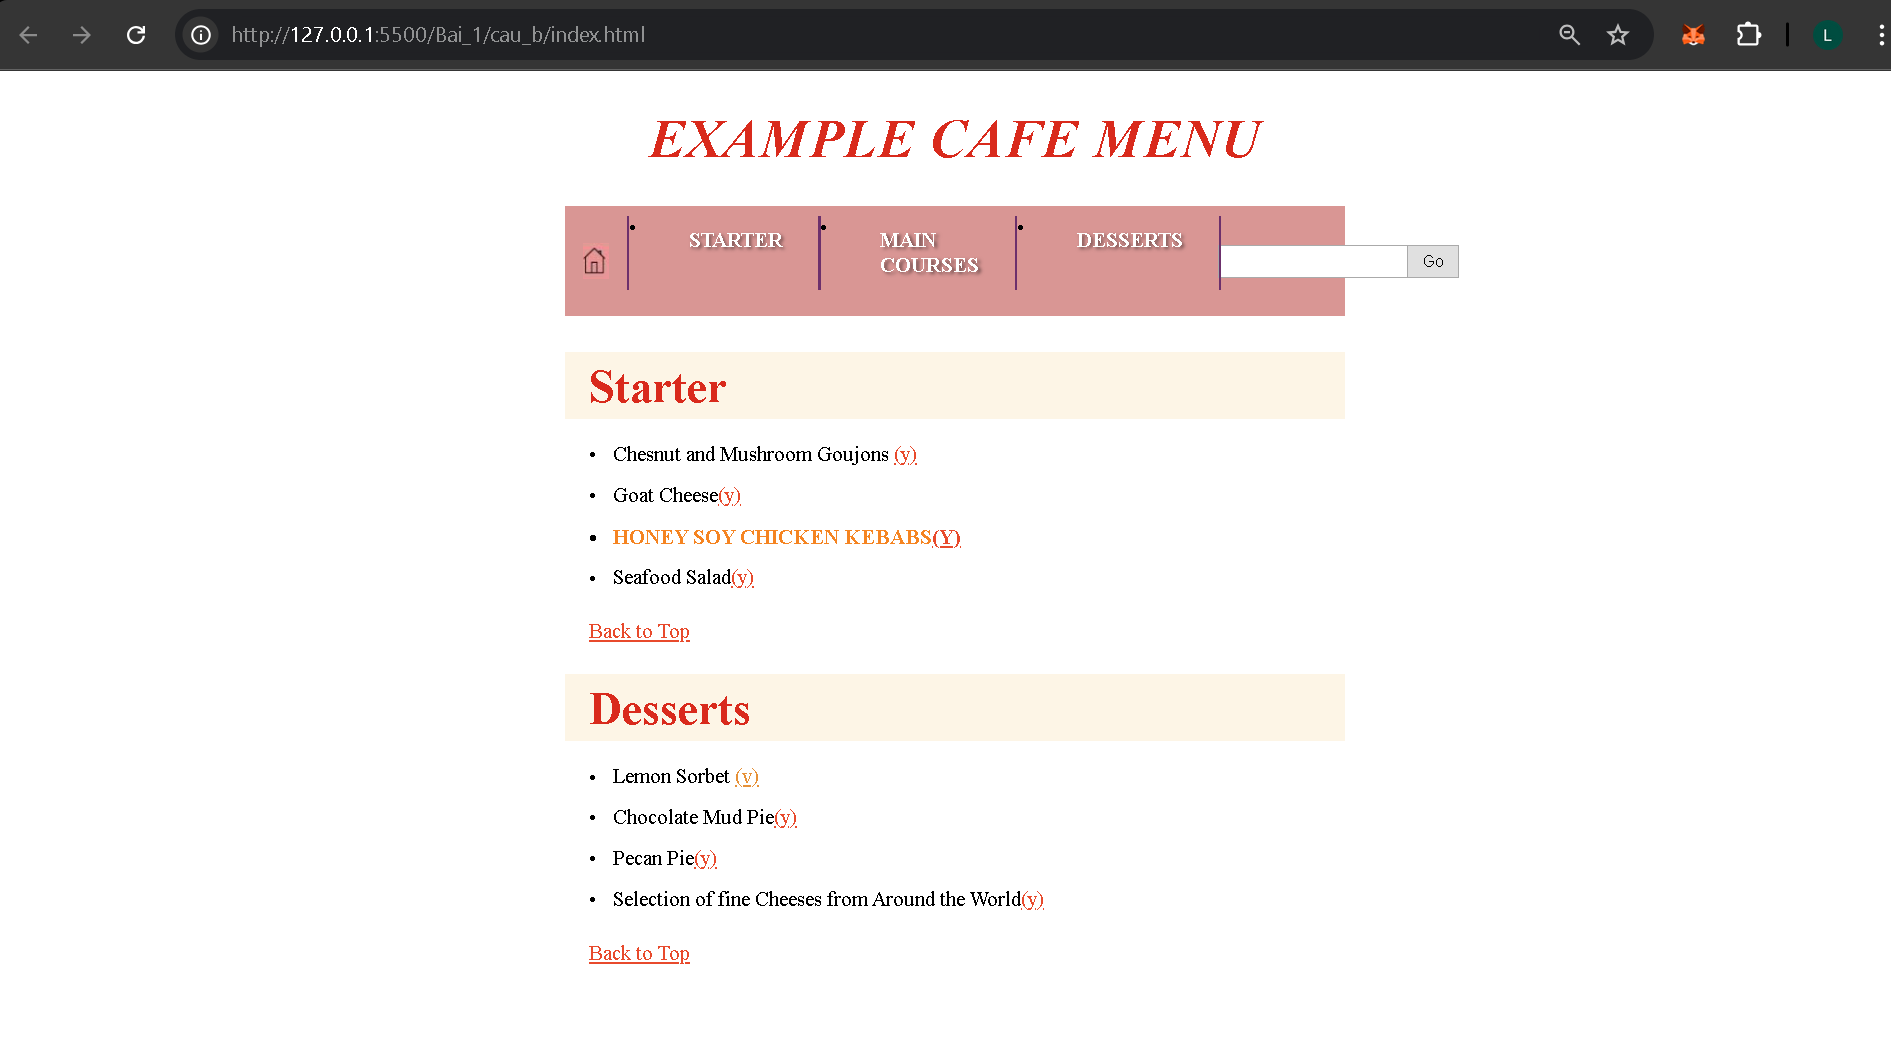 http://127.0.0.1:5500/Bai_1/cau_b/index.html
L
EXAMPLE CAFE MENU
• STARTER
• MAIN COURSES
• DESSERTS
Go
Starter
• Chesnut and Mushroom Goujons (y)
• Goat Cheese(y)
• HONEY SOY CHICKEN KEBABS(Y)
• Seafood Salad(y)
Back to Top
Desserts
• Lemon Sorbet (v)
• Chocolate Mud Pie(y)
• Pecan Pie(y)
• Selection of fine Cheeses from Around the World(y)
Back to Top